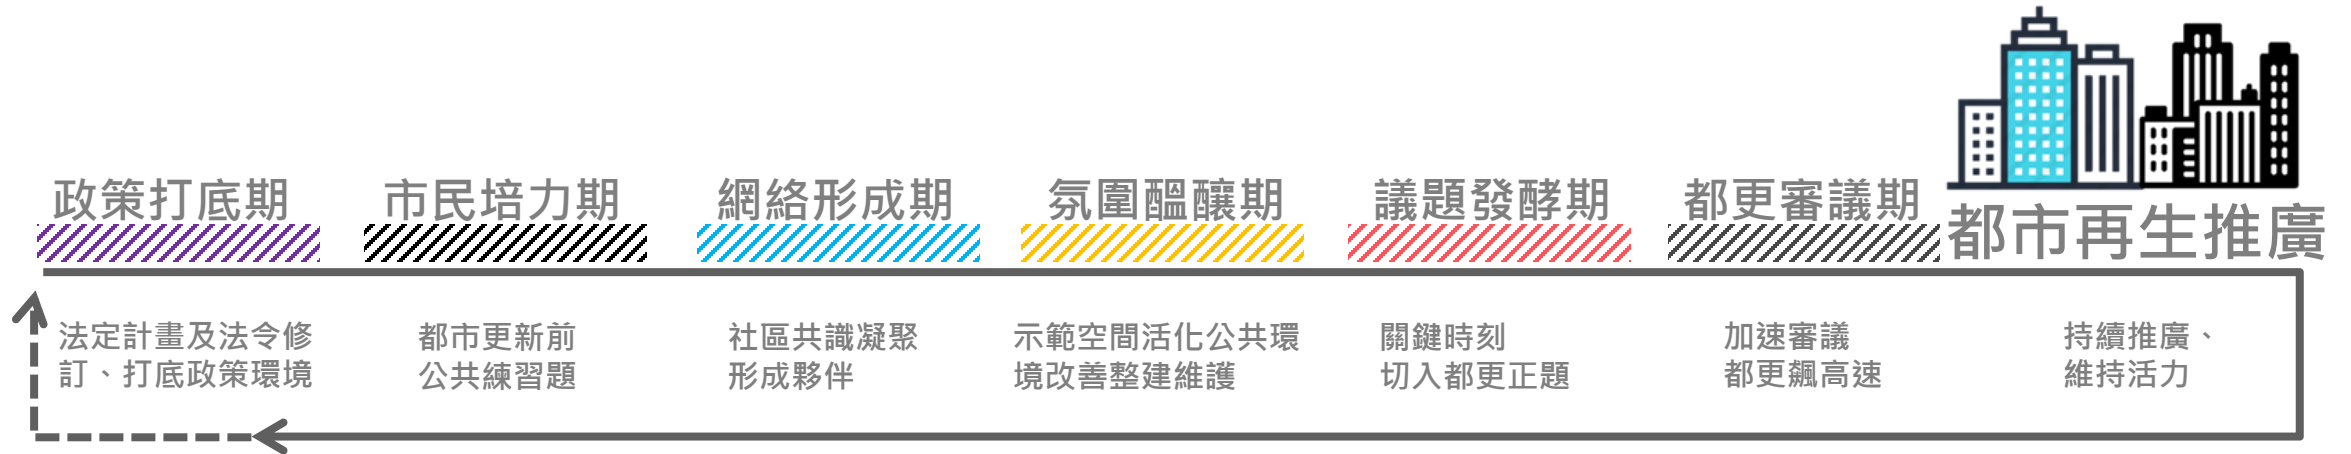 政策打底期
市民培力期
網絡形成期
氛圍醞釀期
議題發酵期
都更審議期
都市再生推廣
法定計畫及法令修
訂、打底政策環境
都市更新前
公共練習題
社區共識凝聚
形成夥伴
示範空間活化公共環
境改善整建維護
關鍵時刻
切入都更正題
加速審議
都更飆高速
持續推廣、
維持活力